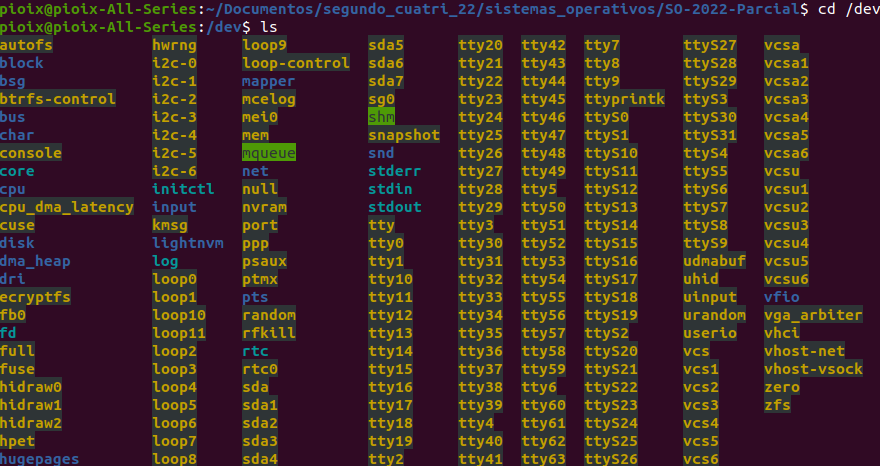 pioix@pioix-All-Series:~/Documentos/segundo_cuatri_22/sistemas_operativos/SO-2022-Parcial$ cd /dev
pioix@pioix-All-Series:/dev$ ls
autofs hwrng loop9 sda5 tty20 tty42 tty7 ttyS27 vcsa
block i2c-0 loop-control sda6 tty21 tty43 tty8 ttyS28 vcsa1
bsg i2c-1 mapper sda7 tty22 tty44 tty9 ttyS29 vcsa2
btrfs-control i2c-2 mcelog sg0 tty23 tty45 ttyprintk ttyS3 vcsa3
bus i2c-3 mei0 shm tty24 tty46 ttyS0 ttyS30 vcsa4
char i2c-4 mem snapshot tty25 tty47 ttyS1 ttyS31 vcsa5
console i2c-5 mqueue snd tty26 tty48 ttyS10 ttyS4 vcsa6
core i2c-6 net stderr tty27 tty49 ttyS11 ttyS5 vcsu
cpu initctl null stdin tty28 tty5 ttyS12 ttyS6 vcsu1
cpu_dma_latency input nvram stdout tty29 tty50 ttyS13 ttyS7 vcsu2
cuse kmsg port tty tty3 tty51 ttyS14 ttyS8 vcsu3
disk lightnvm ppp tty0 tty30 tty52 ttyS15 ttyS9 vcsu4
dma_heap log psaux tty1 tty31 tty53 ttyS16 udmabuf vcsu5
dri loop0 ptmx tty10 tty32 tty54 ttyS17 uhid vcsu6
ecryptfs loop1 pts tty11 tty33 tty55 ttyS18 uinput vfio
fb0 loop10 random tty12 tty34 tty56 ttyS19 urandom vga_arbiter
fd loop11 rfkill tty13 tty35 tty57 ttyS2 userio vhci
full loop2 rtc tty14 tty36 tty58 ttyS20 vcs vhost-net
fuse loop3 rtc0 tty15 tty37 tty59 ttyS21 vcs1 vhost-vsock
hidraw0 loop4 sda tty16 tty38 tty6 ttyS22 vcs2 zero
hidraw1 loop5 sda1 tty17 tty39 tty60 ttyS23 vcs3 zfs
hidraw2 loop6 sda2 tty18 tty4 tty61 ttyS24 vcs4
hpet loop7 sda3 tty19 tty40 tty62 ttyS25 vcs5
hugepages loop8 sda4 tty2 tty41 tty63 ttyS26 vcs6